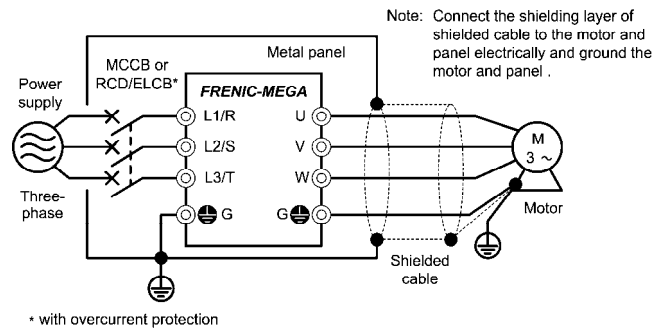 Note: Connect the shielding layer of
shielded cable to the motor and
panel electrically and ground the
motor and panel .
Metal panel
MCCB or
RCD/ELCB*
Power
supply
FRENIC-MEGA
L1/R
U
L2/S
V
L3/T
W
G
G
M
3 ~
Three-
phase
Motor
Shielded
cable
* with overcurrent protection